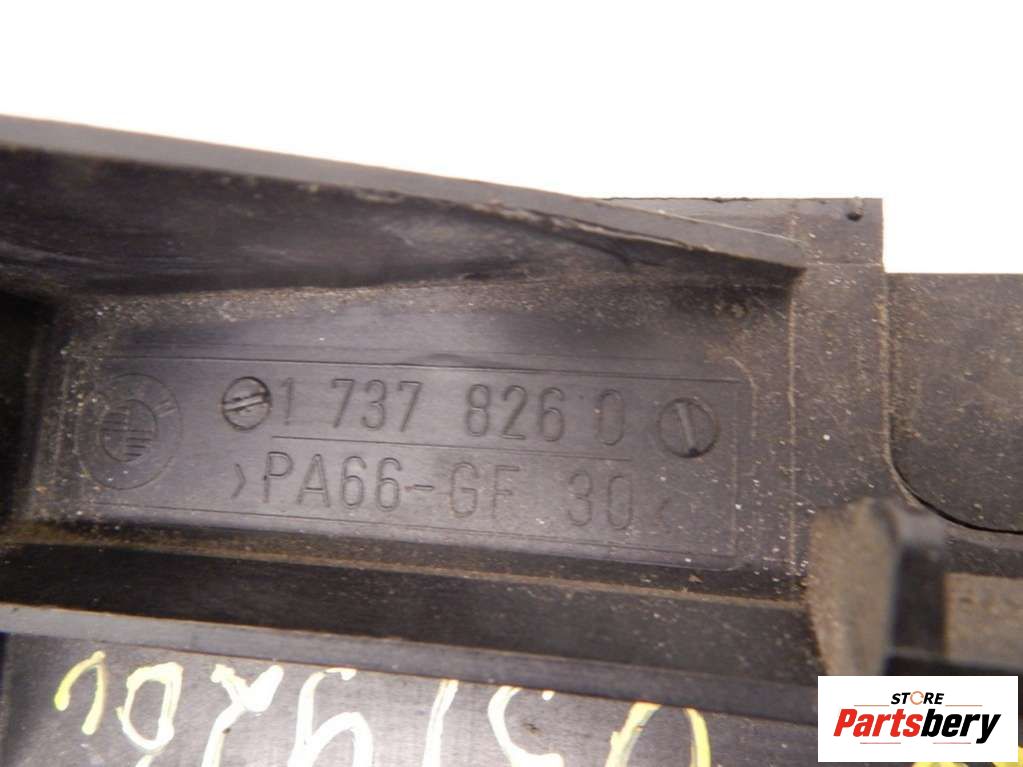 1 737 826 0
>PA66-GF 30<
STORE
Partsbery